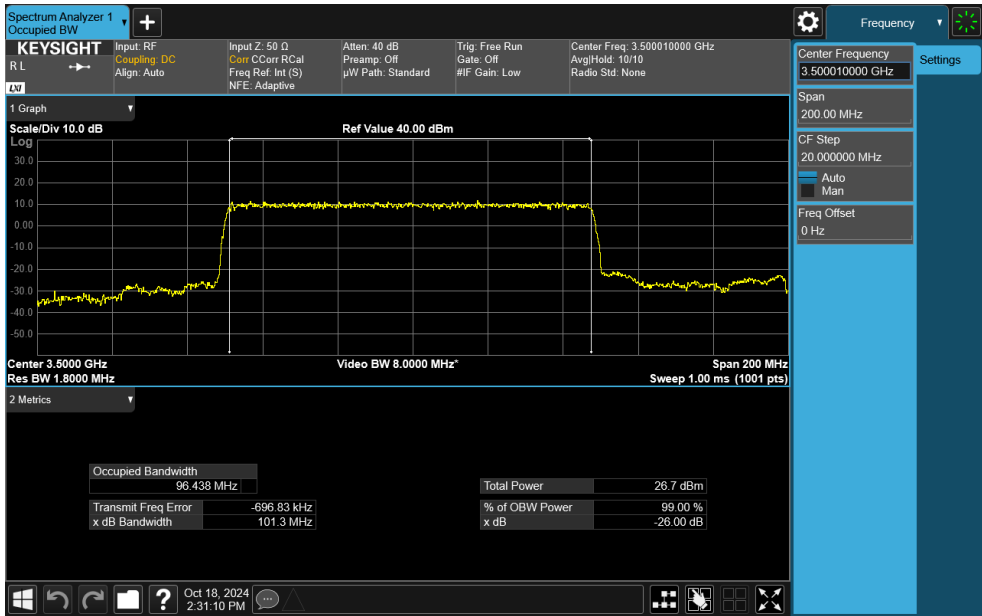 Spectrum Analyzer 1
Occupied BW
Frequency
KEYSIGHT
R L
LXI
Input: RF
Coupling: DC
Align: Auto
Input Z: 50 Ω
Corr CCorr RCal
Freq Ref: Int (S)
NFE: Adaptive
Atten: 40 dB
Preamp: Off
µW Path: Standard
Trig: Free Run
Gate: Off
#IF Gain: Low
Center Freq: 3.500010000 GHz
Avg|Hold: 10/10
Radio Std: None
Center Frequency
3.500010000 GHz
Settings
Span
200.00 MHz
CF Step
20.000000 MHz
Auto
Man
Freq Offset
0 Hz
1 Graph
Scale/Div 10.0 dB
Ref Value 40.00 dBm
Log
30.0
20.0
10.0
0.00
-10.0
-20.0
-30.0
-40.0
-50.0
Center 3.5000 GHz
Video BW 8.0000 MHz*
Span 200 MHz
Res BW 1.8000 MHz
Sweep 1.00 ms (1001 pts)
2 Metrics
Occupied Bandwidth
96.438 MHz
Total Power 26.7 dBm
Transmit Freq Error -696.83 kHz
% of OBW Power 99.00 %
x dB Bandwidth 101.3 MHz
x dB -26.00 dB
?
Oct 18, 2024
2:31:10 PM